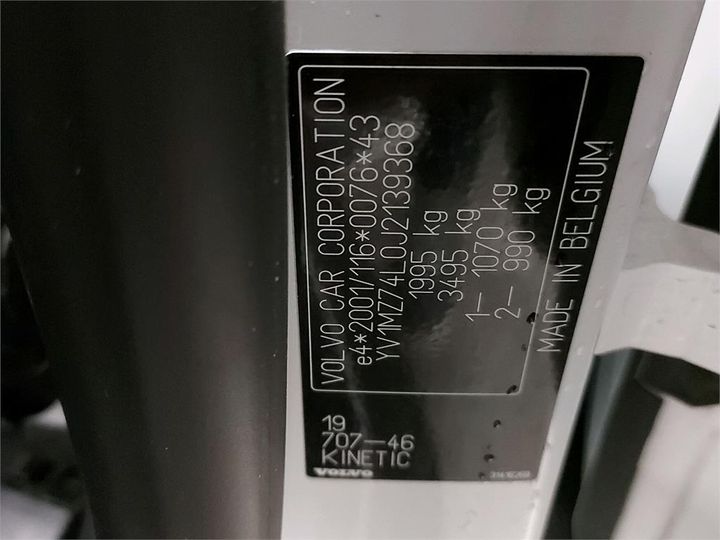 VOLVO CAR CORPORATION
e4*2001/116*0076*43
YV1MZ74L0J2139368
1995 kg
3495 kg
1— 1070 kg
2— 990 kg
MADE IN BELGIUM
19
707—46
KINETIC
VOLVO